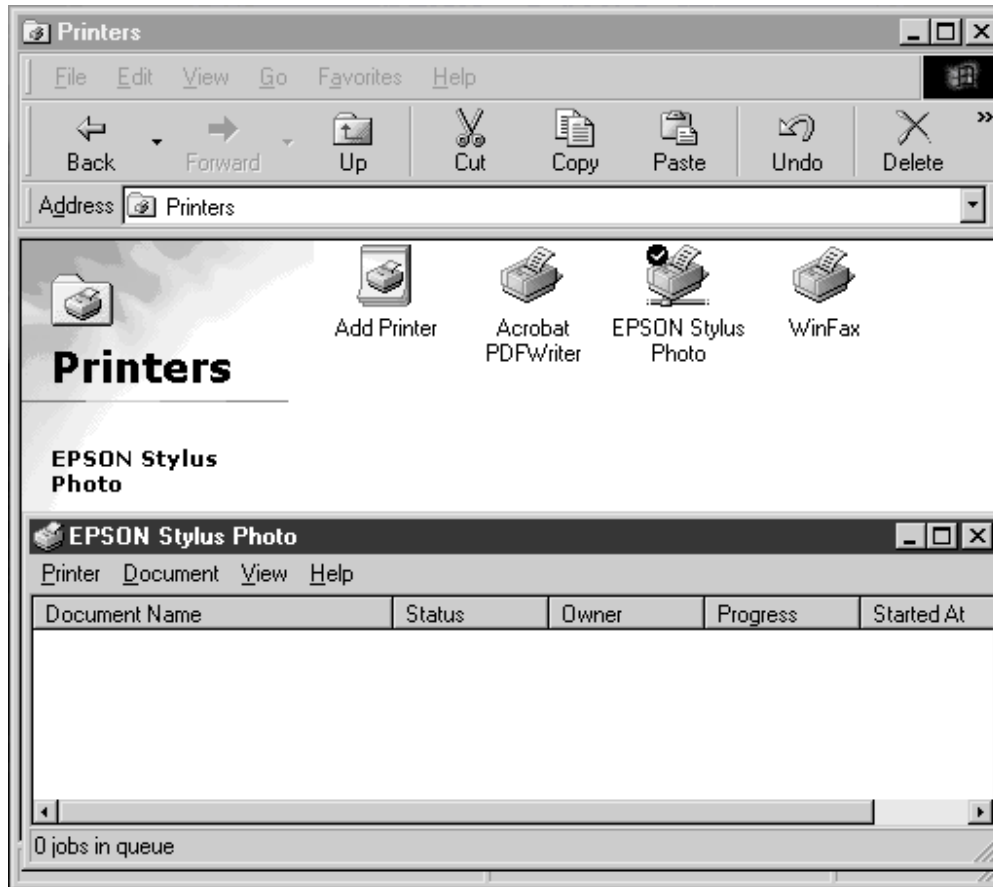 Printers
File Edit View Go Favorites Help
Back Forward Up Cut Copy Paste Undo Delete »
Address Printers
Printers
Add Printer
Acrobat
PDFWriter
EPSON Stylus
Photo
WinFax
EPSON Stylus
Photo
EPSON Stylus Photo
Printer Document View Help
Document Name Status Owner Progress Started At
0 jobs in queue